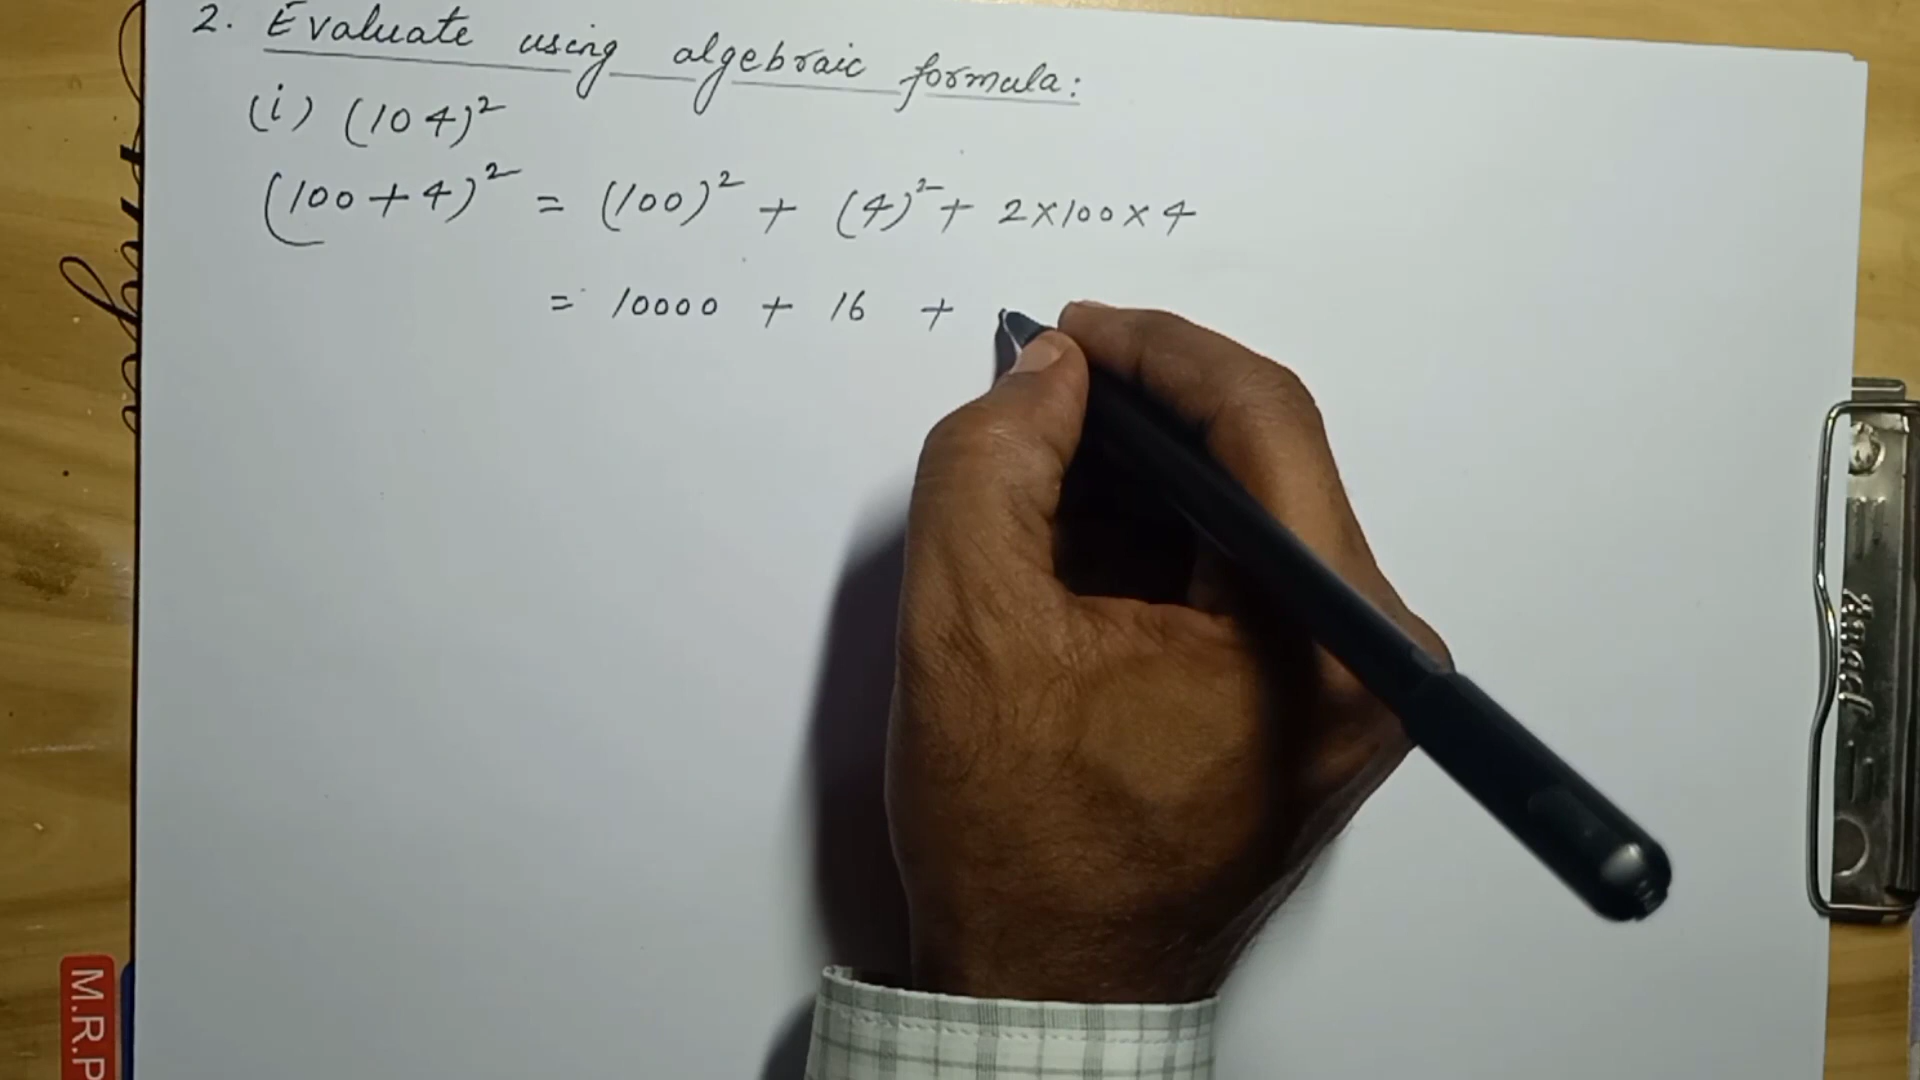 2. Evaluate using algebraic formula:
(i) (104)²
(100+4)² = (100)² + (4)² + 2×100×4
= 10000 + 16 +
M.R.P